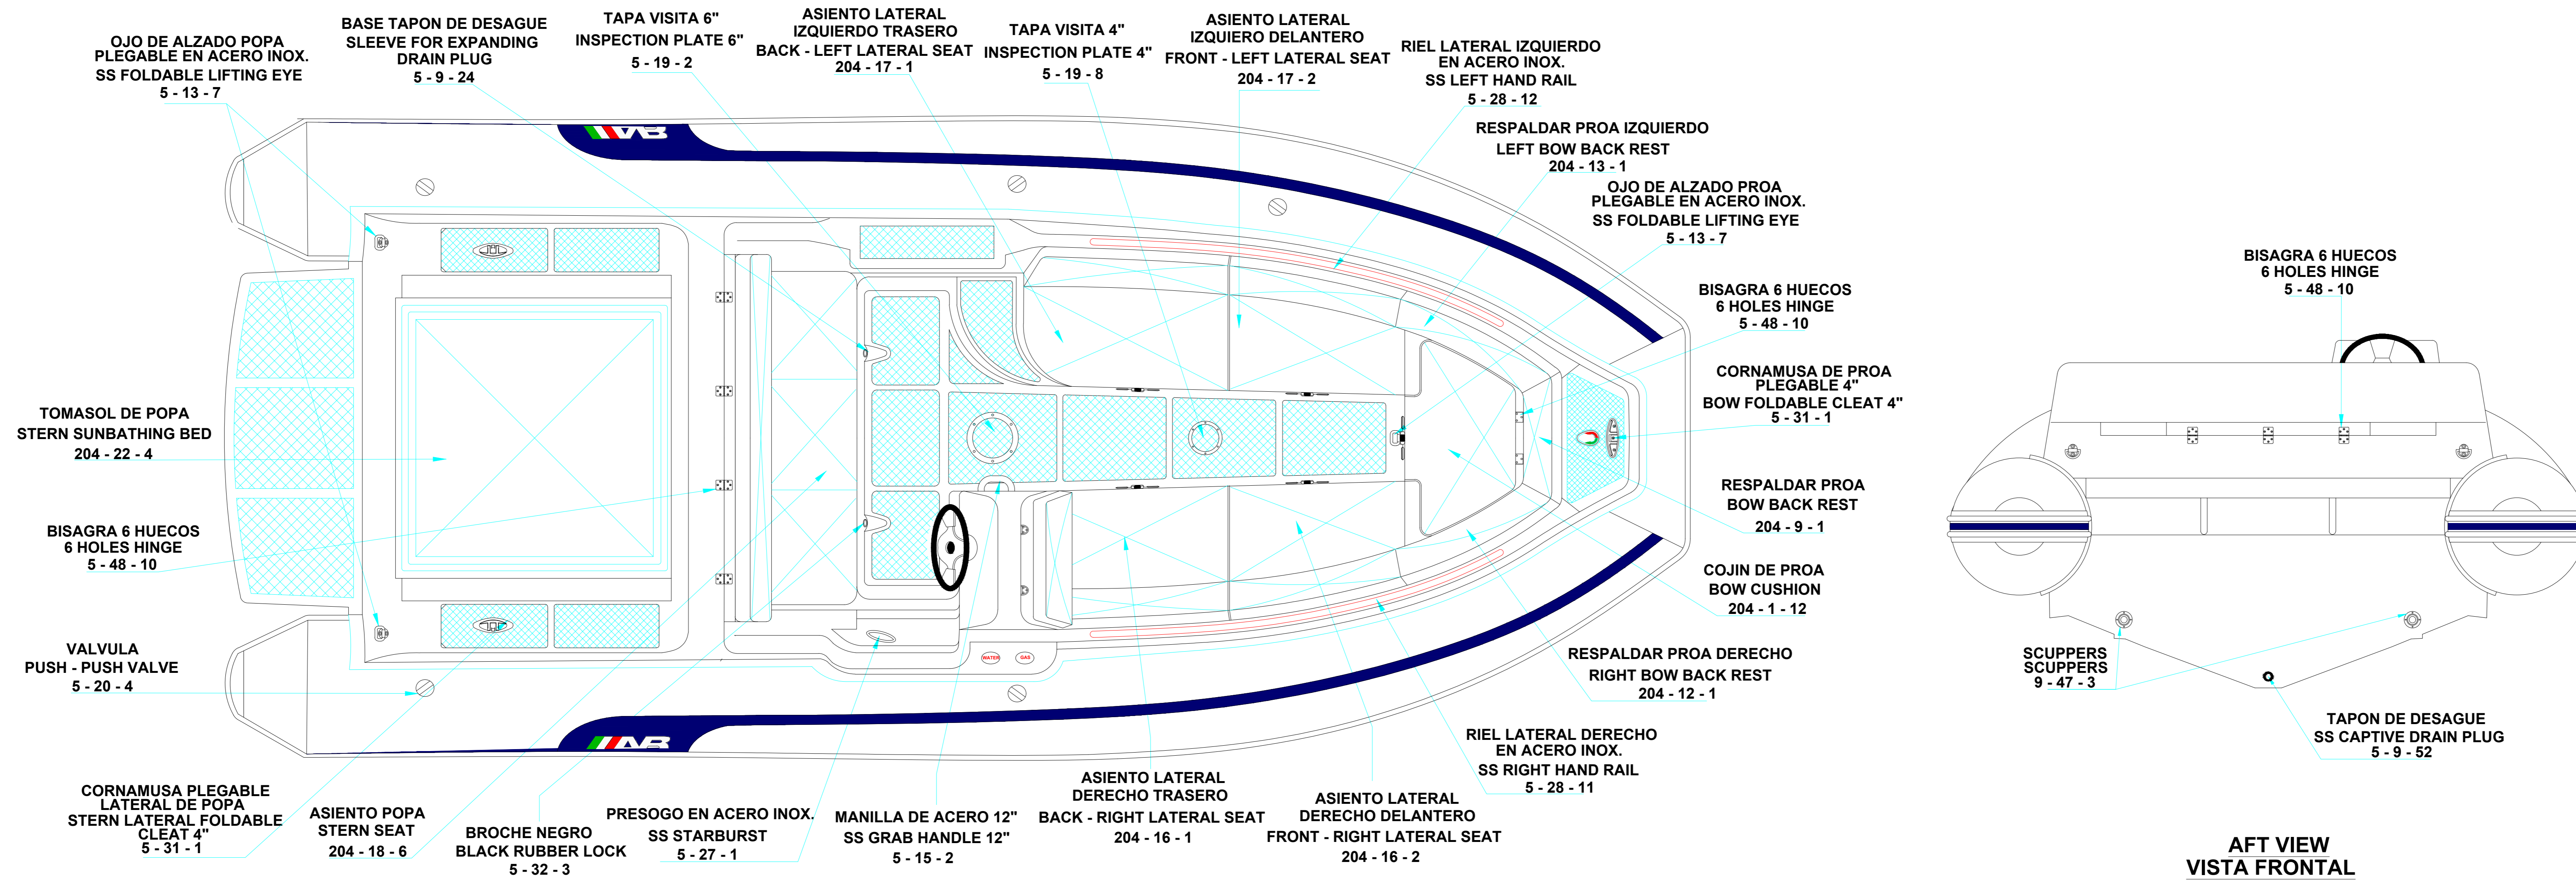 OJO DE ALZADO POPA
PLEGABLE EN ACERO INOX.
SS FOLDABLE LIFTING EYE
5 - 13 - 7
BASE TAPON DE DESAGUE
SLEEVE FOR EXPANDING
DRAIN PLUG
5 - 9 - 24
TAPA VISITA 6"
INSPECTION PLATE 6"
5 - 19 - 2
ASIENTO LATERAL
IZQUIERDO TRASERO
BACK - LEFT LATERAL SEAT
204 - 17 - 1
TAPA VISITA 4"
INSPECTION PLATE 4"
5 - 19 - 8
ASIENTO LATERAL
IZQUIERO DELANTERO
FRONT - LEFT LATERAL SEAT
204 - 17 - 2
RIEL LATERAL IZQUIERDO
EN ACERO INOX.
SS LEFT HAND RAIL
5 - 28 - 12
RESPALDAR PROA IZQUIERDO
LEFT BOW BACK REST
204 - 13 - 1
OJO DE ALZADO PROA
PLEGABLE EN ACERO INOX.
SS FOLDABLE LIFTING EYE
5 - 13 - 7
BISAGRA 6 HUECOS
6 HOLES HINGE
5 - 48 - 10
CORNAMUSA DE PROA
PLEGABLE 4"
BOW FOLDABLE CLEAT 4"
5 - 31 - 1
RESPALDAR PROA
BOW BACK REST
204 - 9 - 1
COJIN DE PROA
BOW CUSHION
204 - 1 - 12
RESPALDAR PROA DERECHO
RIGHT BOW BACK REST
204 - 12 - 1
RIEL LATERAL DERECHO
EN ACERO INOX.
SS RIGHT HAND RAIL
5 - 28 - 11
ASIENTO LATERAL
DERECHO DELANTERO
FRONT - RIGHT LATERAL SEAT
204 - 16 - 2
ASIENTO LATERAL
DERECHO TRASERO
BACK - RIGHT LATERAL SEAT
204 - 16 - 1
MANILLA DE ACERO 12"
SS GRAB HANDLE 12"
5 - 15 - 2
PRESOGO EN ACERO INOX.
SS STARBURST
5 - 27 - 1
BROCHE NEGRO
BLACK RUBBER LOCK
5 - 32 - 3
ASIENTO POPA
STERN SEAT
204 - 18 - 6
CORNAMUSA PLEGABLE
LATERAL DE POPA
STERN LATERAL FOLDABLE
CLEAT 4"
5 - 31 - 1
VALVULA
PUSH - PUSH VALVE
5 - 20 - 4
BISAGRA 6 HUECOS
6 HOLES HINGE
5 - 48 - 10
TOMASOL DE POPA
STERN SUNBATHING BED
204 - 22 - 4
AB
AB
WATER
GAS
BISAGRA 6 HUECOS
6 HOLES HINGE
5 - 48 - 10
SCUPPERS
SCUPPERS
9 - 47 - 3
TAPON DE DESAGUE
SS CAPTIVE DRAIN PLUG
5 - 9 - 52
AFT VIEW
VISTA FRONTAL